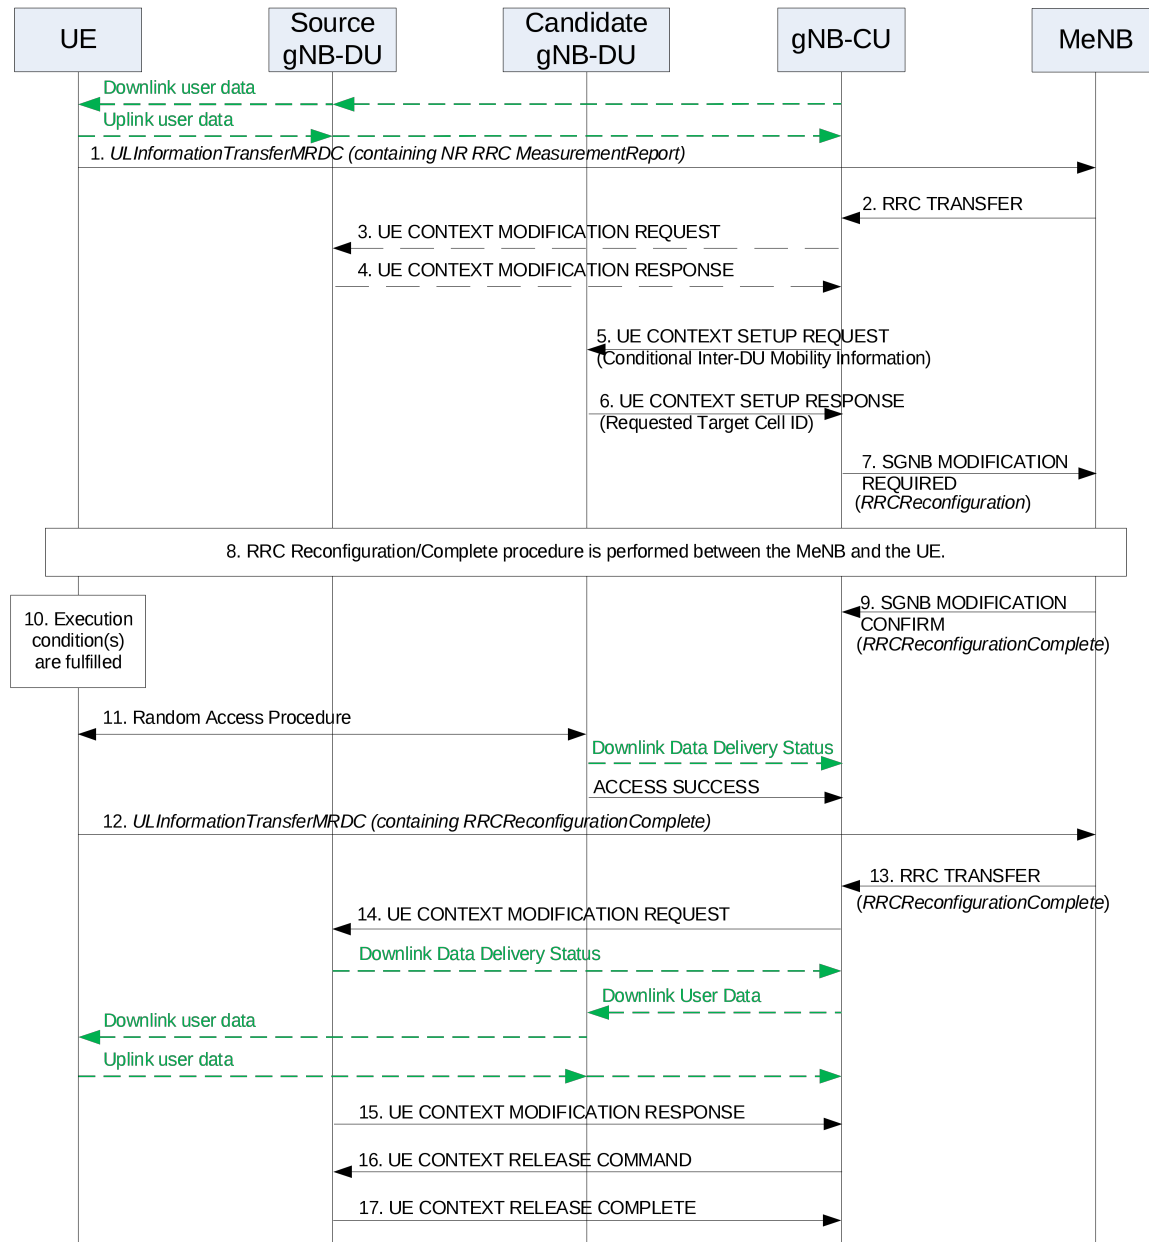 UE
Source
gNB-DU
Candidate
gNB-DU
gNB-CU
MeNB
Downlink user data
Uplink user data
1. ULInformationTransferMRDC (containing NR RRC MeasurementReport)
2. RRC TRANSFER
3. UE CONTEXT MODIFICATION REQUEST
4. UE CONTEXT MODIFICATION RESPONSE
5. UE CONTEXT SETUP REQUEST
(Conditional Inter-DU Mobility Information)
6. UE CONTEXT SETUP RESPONSE
(Requested Target Cell ID)
7. SGNB MODIFICATION
REQUIRED
(RRCReconfiguration)
8. RRC Reconfiguration/Complete procedure is performed between the MeNB and the UE.
9. SGNB MODIFICATION
CONFIRM
(RRCReconfigurationComplete)
10. Execution
condition(s)
are fulfilled
11. Random Access Procedure
Downlink Data Delivery Status
ACCESS SUCCESS
12. ULInformationTransferMRDC (containing RRCReconfigurationComplete)
13. RRC TRANSFER
(RRCReconfigurationComplete)
14. UE CONTEXT MODIFICATION REQUEST
Downlink Data Delivery Status
Downlink User Data
Downlink user data
Uplink user data
15. UE CONTEXT MODIFICATION RESPONSE
16. UE CONTEXT RELEASE COMMAND
17. UE CONTEXT RELEASE COMPLETE